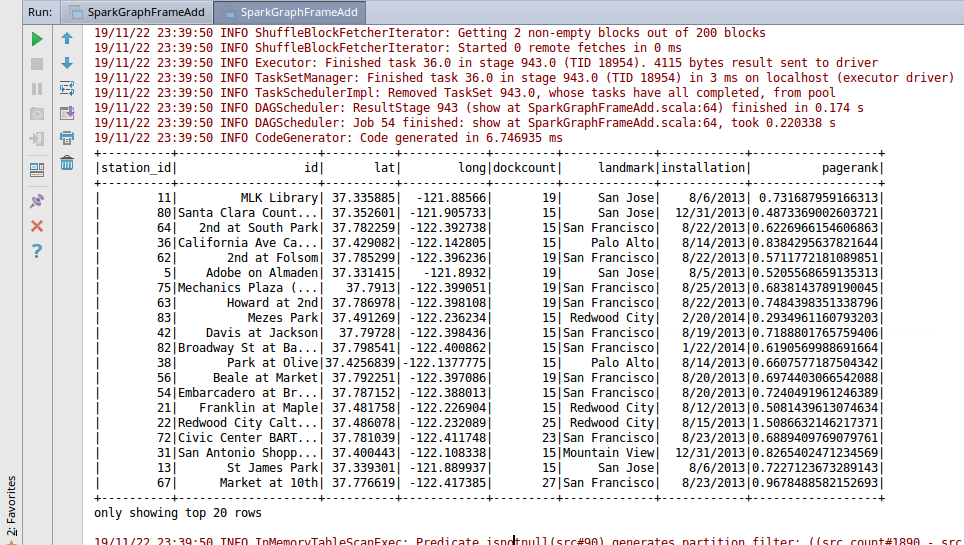 Run: SparkGraphFrameAdd SparkGraphFrameAdd
19/11/22 23:39:50 INFO ShuffleBlockFetcherIterator: Getting 2 non-empty blocks out of 200 blocks
19/11/22 23:39:50 INFO ShuffleBlockFetcherIterator: Started 0 remote fetches in 0 ms
19/11/22 23:39:50 INFO Executor: Finished task 36.0 in stage 943.0 (TID 18954). 4115 bytes result sent to driver
19/11/22 23:39:50 INFO TaskSetManager: Finished task 36.0 in stage 943.0 (TID 18954) in 3 ms on localhost (executor driver)
19/11/22 23:39:50 INFO TaskSchedulerImpl: Removed TaskSet 943.0, whose tasks have all completed, from pool
19/11/22 23:39:50 INFO DAGScheduler: ResultStage 943 (show at SparkGraphFrameAdd.scala:64) finished in 0.174 s
19/11/22 23:39:50 INFO DAGScheduler: Job 54 finished: show at SparkGraphFrameAdd.scala:64, took 0.220338 s
19/11/22 23:39:50 INFO CodeGenerator: Code generated in 6.746935 ms
+----------+--------------------+----------+------------+---------+-------------+------------+------------------+
|station_id|                  id|       lat|        long|dockcount|     landmark|installation|          pagerank|
+----------+--------------------+----------+------------+---------+-------------+------------+------------------+
|        11|         MLK Library| 37.335885|  -121.88566|       19|     San Jose|    8/6/2013| 0.731687959166313|
|        80|Santa Clara Count...| 37.352601| -121.905733|       15|     San Jose|  12/31/2013|0.4873369002603721|
|        64|   2nd at South Park| 37.782259| -122.392738|       15|San Francisco|   8/22/2013|0.6226966154606863|
|        36|California Ave Ca...| 37.429082| -122.142805|       15|    Palo Alto|   8/14/2013|0.8384295637821644|
|        62|       2nd at Folsom| 37.785299| -122.396236|       19|San Francisco|   8/22/2013|0.5711772181089851|
|         5|    Adobe on Almaden| 37.331415|   -121.8932|       19|     San Jose|    8/5/2013|0.5205568659135313|
|        75|Mechanics Plaza (...|   37.7913| -122.399051|       19|San Francisco|   8/25/2013|0.6838143789190045|
|        63|       Howard at 2nd| 37.786978| -122.398108|       19|San Francisco|   8/22/2013|0.7484398351338796|
|        83|          Mezes Park| 37.491269| -122.236234|       15| Redwood City|   2/20/2014|0.2934961160793203|
|        42|    Davis at Jackson|  37.79728| -122.398436|       15|San Francisco|   8/19/2013|0.7188801765759406|
|        82|Broadway St at Ba...| 37.798541| -122.400862|       15|San Francisco|   1/22/2014|0.6190569988691664|
|        38|       Park at Olive|37.4256839|-122.1377775|       15|    Palo Alto|   8/14/2013|0.6607577187504342|
|        56|     Beale at Market| 37.792251| -122.397086|       19|San Francisco|   8/20/2013|0.6974403066542088|
|        54|Embarcadero at Br...| 37.787152| -122.388013|       15|San Francisco|   8/20/2013|0.7240491961246389|
|        21|   Franklin at Maple| 37.481758| -122.226904|       15| Redwood City|   8/12/2013|0.5081439613074634|
|        22|Redwood City Calt...| 37.486078| -122.232089|       25| Redwood City|   8/15/2013|1.5086632146217371|
|        72|Civic Center BART...| 37.781039| -122.411748|       23|San Francisco|   8/23/2013|0.6889409769079761|
|        31|San Antonio Shopp...| 37.400443| -122.108338|       15|Mountain View|  12/31/2013|0.8265402471234569|
|        13|       St James Park| 37.339301| -121.889937|       15|     San Jose|    8/6/2013|0.7227123673289143|
|        67|      Market at 10th| 37.776619| -122.417385|       27|San Francisco|   8/23/2013|0.9678488582152693|
+----------+--------------------+----------+------------+---------+-------------+------------+------------------+
only showing top 20 rows
19/11/22 23:39:50 INFO InMemoryTableScanExec: Predicate isnotnull(src#90) generates partition filter: ((src.count#1890 - src
2: Favorites